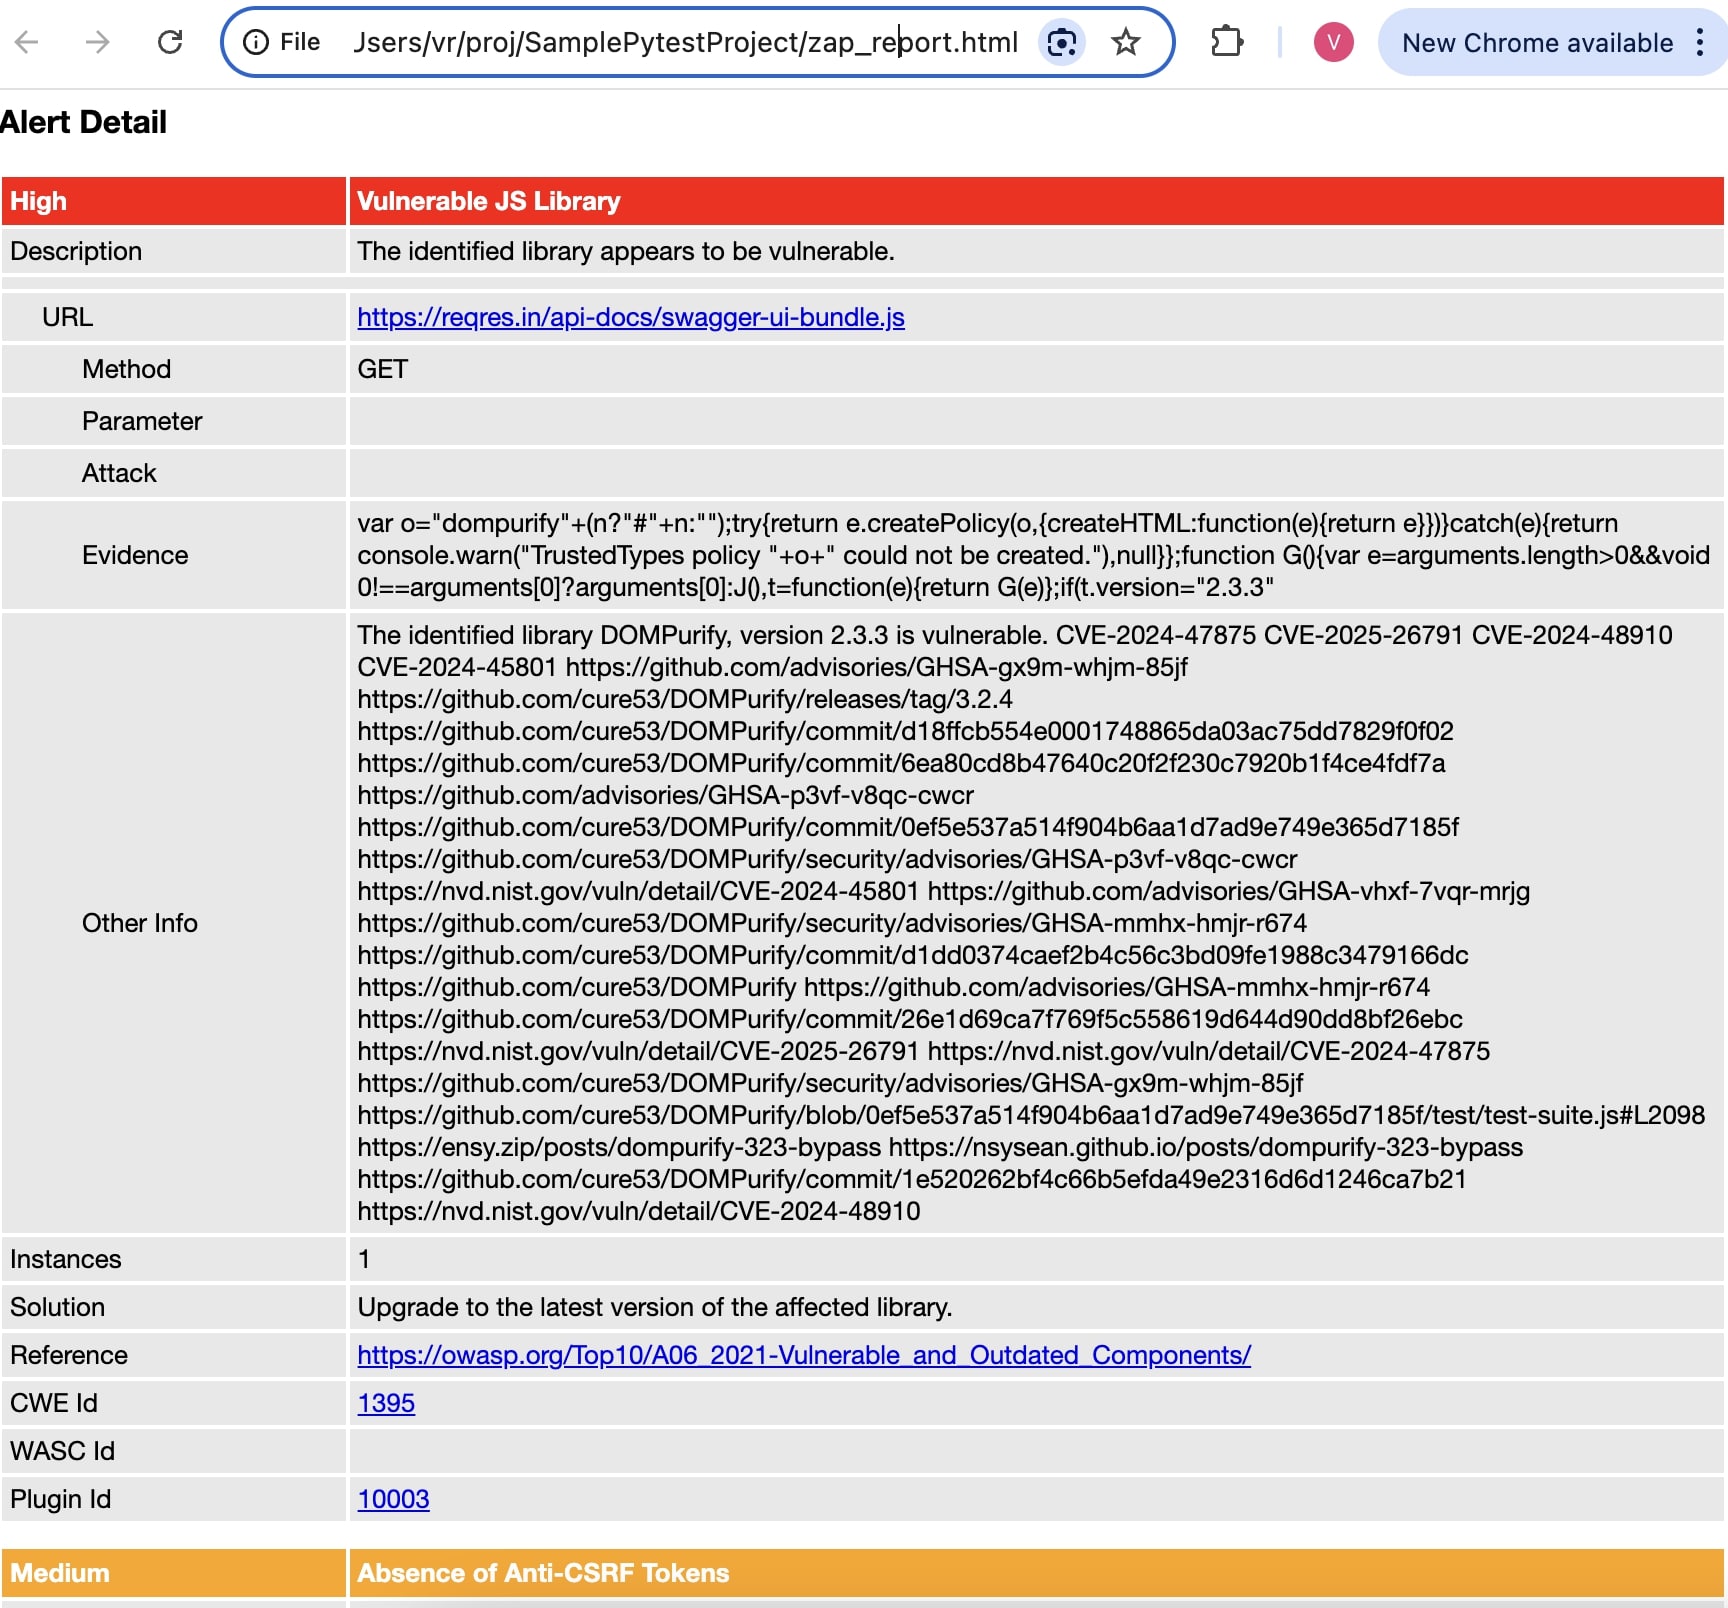 File Jsers/vr/proj/SamplePytestProject/zap_report.html V New Chrome available
Alert Detail
High Vulnerable JS Library
Description The identified library appears to be vulnerable.
URL https://reqres.in/api-docs/swagger-ui-bundle.js
Method GET
Parameter
Attack
Evidence
var o="dompurify"+(n?"#"+n:"");try{return e.createPolicy(o,{createHTML:function(e){return e}})}catch(e){return
console.warn("TrustedTypes policy "+o+" could not be created."),null}};function G(){var e=arguments.length>0&&void
0!==arguments[0]?arguments[0]:J(),t=function(e){return G(e)};if(t.version="2.3.3"
Other Info
The identified library DOMPurify, version 2.3.3 is vulnerable. CVE-2024-47875 CVE-2025-26791 CVE-2024-48910
CVE-2024-45801 https://github.com/advisories/GHSA-gx9m-whjm-85jf
https://github.com/cure53/DOMPurify/releases/tag/3.2.4
https://github.com/cure53/DOMPurify/commit/d18ffcb554e0001748865da03ac75dd7829f0f02
https://github.com/cure53/DOMPurify/commit/6ea80cd8b47640c20f2f230c7920b1f4ce4fdf7a
https://github.com/advisories/GHSA-p3vf-v8qc-cwcr
https://github.com/cure53/DOMPurify/commit/0ef5e537a514f904b6aa1d7ad9e749e365d7185f
https://github.com/cure53/DOMPurify/security/advisories/GHSA-p3vf-v8qc-cwcr
https://nvd.nist.gov/vuln/detail/CVE-2024-45801 https://github.com/advisories/GHSA-vhxf-7vqr-mrjg
https://github.com/cure53/DOMPurify/security/advisories/GHSA-mmhx-hmjr-r674
https://github.com/cure53/DOMPurify/commit/d1dd0374caef2b4c56c3bd09fe1988c3479166dc
https://github.com/cure53/DOMPurify https://github.com/advisories/GHSA-mmhx-hmjr-r674
https://github.com/cure53/DOMPurify/commit/26e1d69ca7f769f5c558619d644d90dd8bf26ebc
https://nvd.nist.gov/vuln/detail/CVE-2025-26791 https://nvd.nist.gov/vuln/detail/CVE-2024-47875
https://github.com/cure53/DOMPurify/security/advisories/GHSA-gx9m-whjm-85jf
https://github.com/cure53/DOMPurify/blob/0ef5e537a514f904b6aa1d7ad9e749e365d7185f/test/test-suite.js#L2098
https://ensy.zip/posts/dompurify-323-bypass https://nsysean.github.io/posts/dompurify-323-bypass
https://github.com/cure53/DOMPurify/commit/1e520262bf4c66b5efda49e2316d6d1246ca7b21
https://nvd.nist.gov/vuln/detail/CVE-2024-48910
Instances 1
Solution Upgrade to the latest version of the affected library.
Reference https://owasp.org/Top10/A06_2021-Vulnerable_and_Outdated_Components/
CWE Id 1395
WASC Id
Plugin Id 10003
Medium Absence of Anti-CSRF Tokens